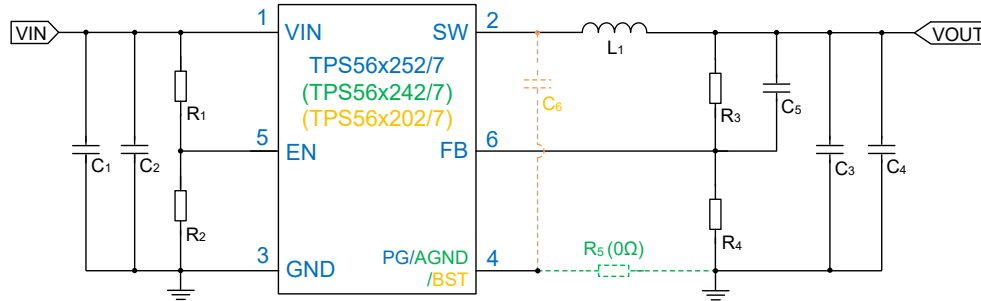 VIN
1
VIN
SW
2
L1
VOUT
TPS56x252/7
(TPS56x242/7)
(TPS56x202/7)
R1
C6
R3
C5
5
EN
FB
6
C1
C2
C3
C4
R2
R4
3
GND
PG/AGND
/BST
4
R5 (0Ω)